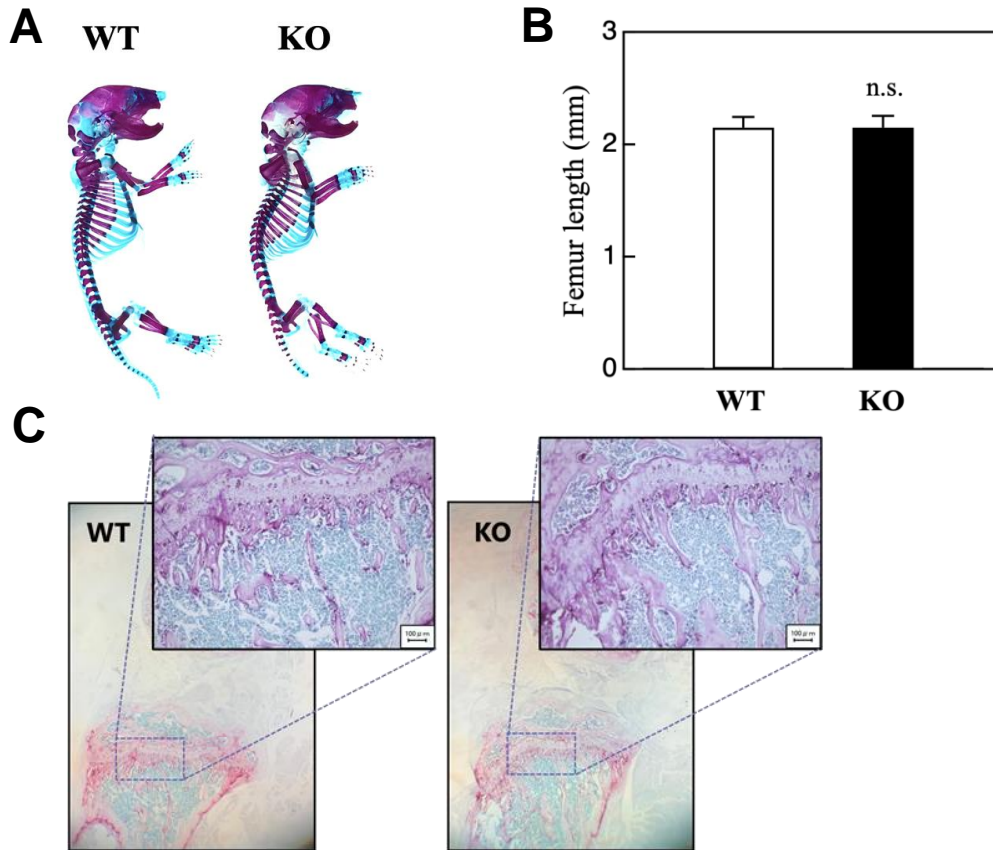 A
WT
KO
B
Femur length (mm)
3
2
1
0
n.s.
WT
KO
C
WT
100 μm
KO
100 μm